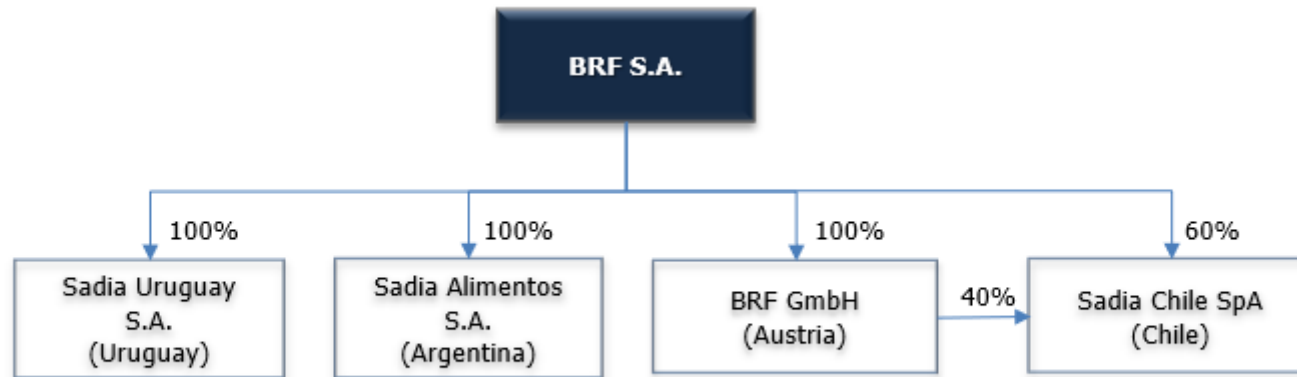 BRF S.A.
100%
100%
100%
60%
Sadia Uruguay
S.A.
(Uruguay)
Sadia Alimentos
S.A.
(Argentina)
BRF GmbH
(Austria)
40%
Sadia Chile SpA
(Chile)